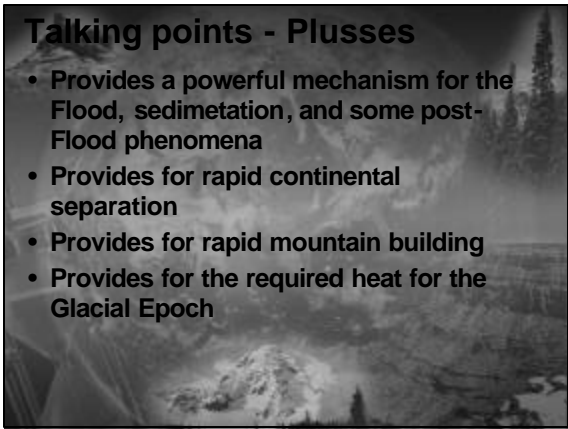 Talking points - Plusses
• Provides a powerful mechanism for the
Flood, sedimetation, and some post-
Flood phenomena
• Provides for rapid continental
separation
• Provides for rapid mountain building
• Provides for the required heat for the
Glacial Epoch